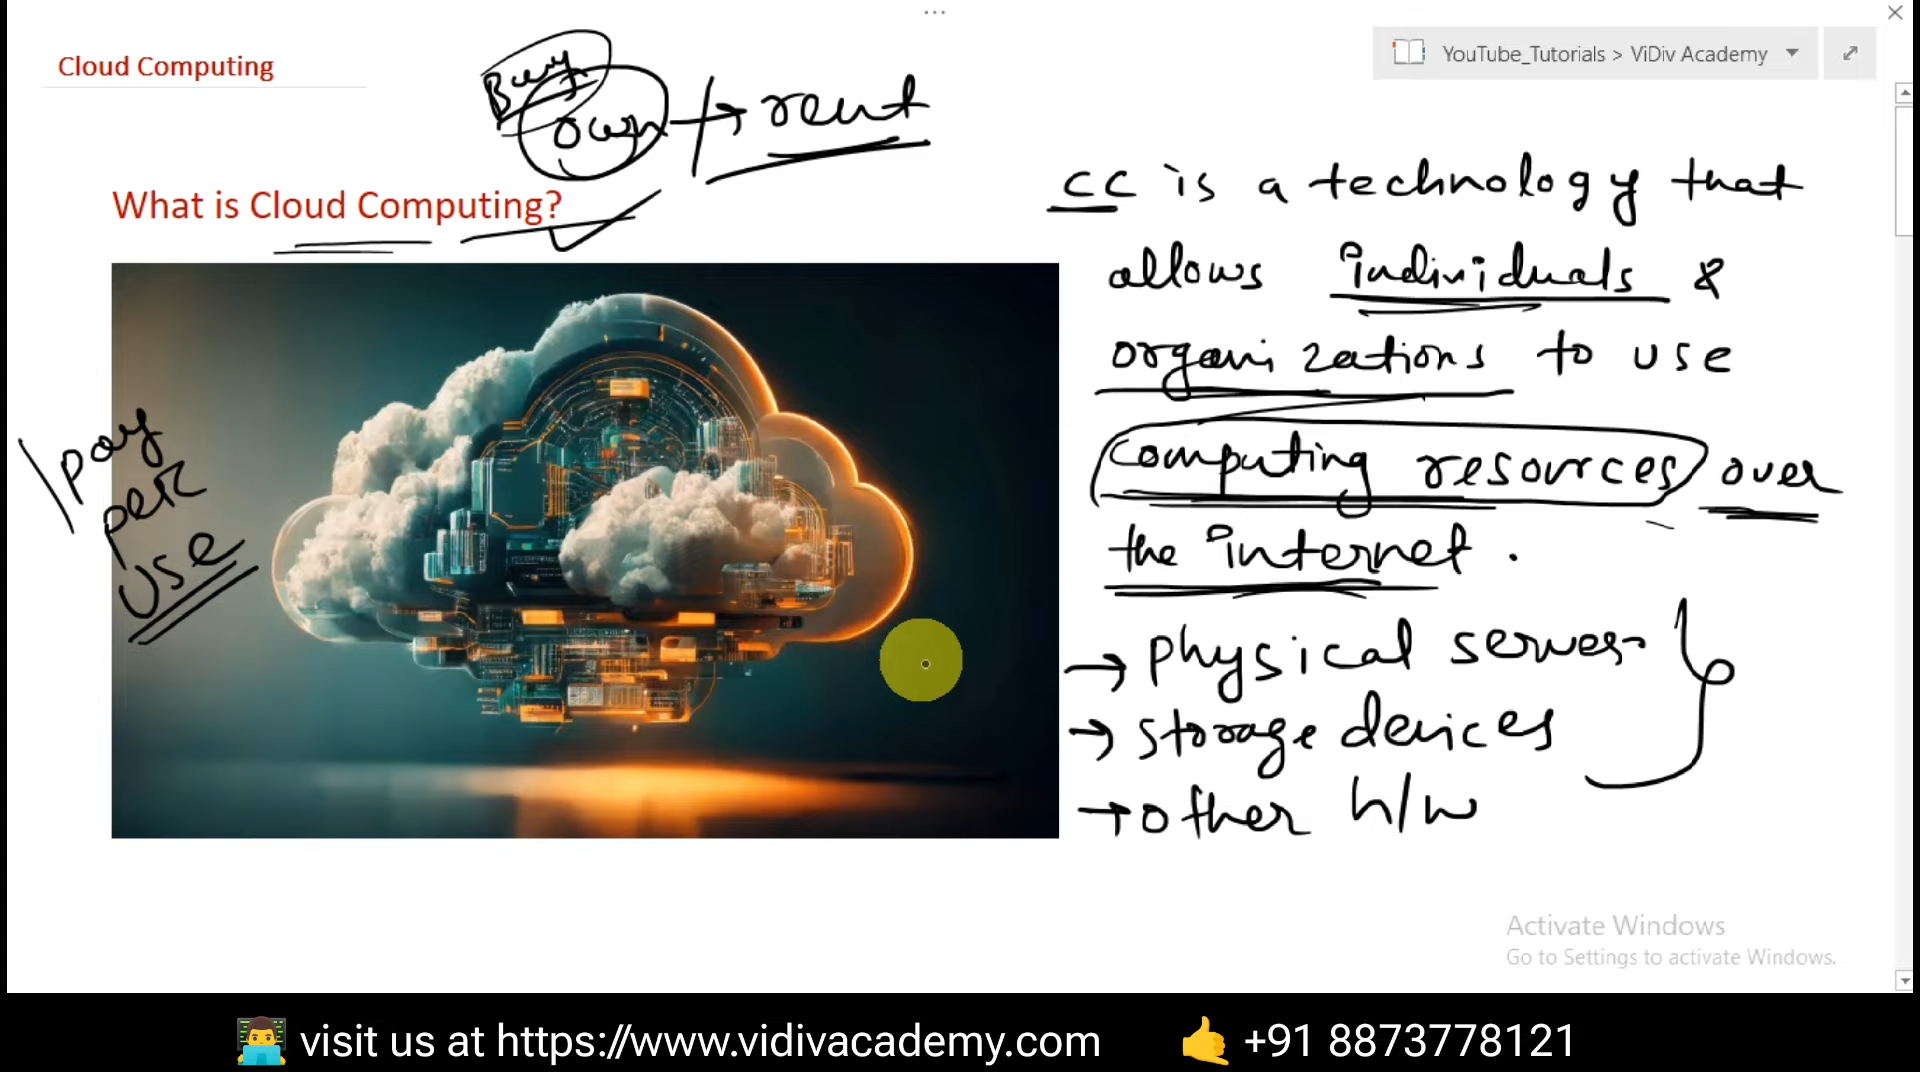 Cloud Computing
YouTube_Tutorials > ViDiv Academy
Buy
own → rent
What is Cloud Computing?
CC is a technology that
allows individuals &
organizations to use
computing resources over
the internet.
→ physical server
→ storage devices
→ other h/w
pay
per
use
Activate Windows
Go to Settings to activate Windows.
visit us at https://www.vidivacademy.com
+91 8873778121